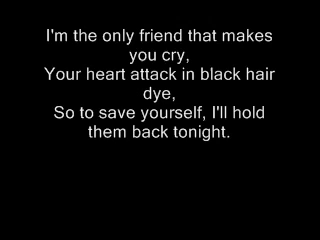 I'm the only friend that makes
you cry,
Your heart attack in black hair
dye,
So to save yourself, I'll hold
them back tonight.